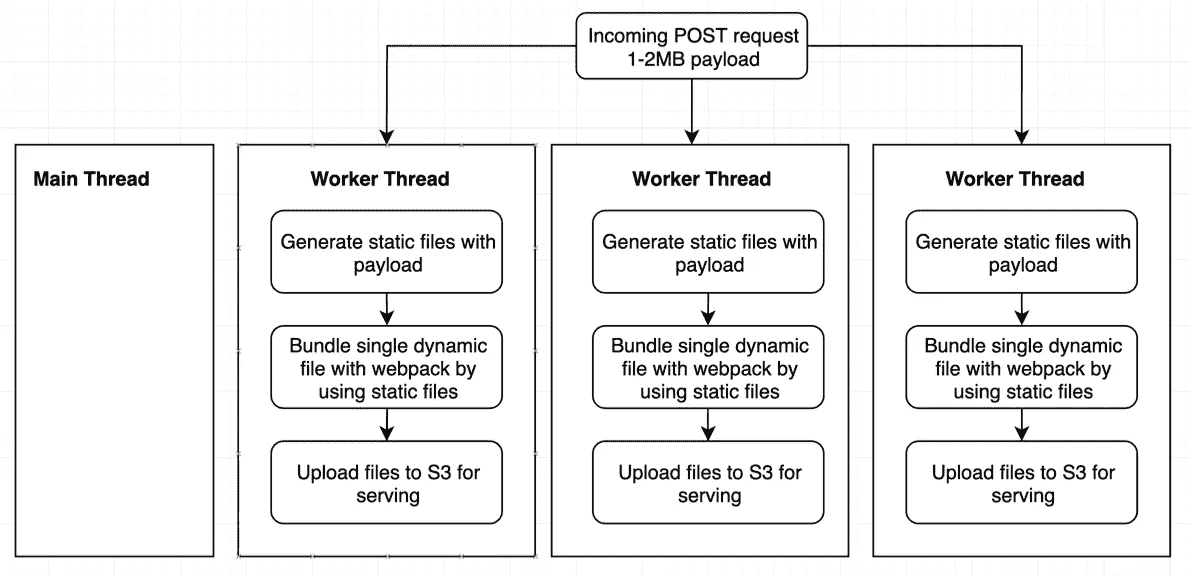 Incoming POST request
1-2MB payload
Main Thread
Worker Thread
Generate static files with
payload
Bundle single dynamic
file with webpack by
using static files
Upload files to S3 for
serving
Worker Thread
Generate static files with
payload
Bundle single dynamic
file with webpack by
using static files
Upload files to S3 for
serving
Worker Thread
Generate static files with
payload
Bundle single dynamic
file with webpack by
using static files
Upload files to S3 for
serving